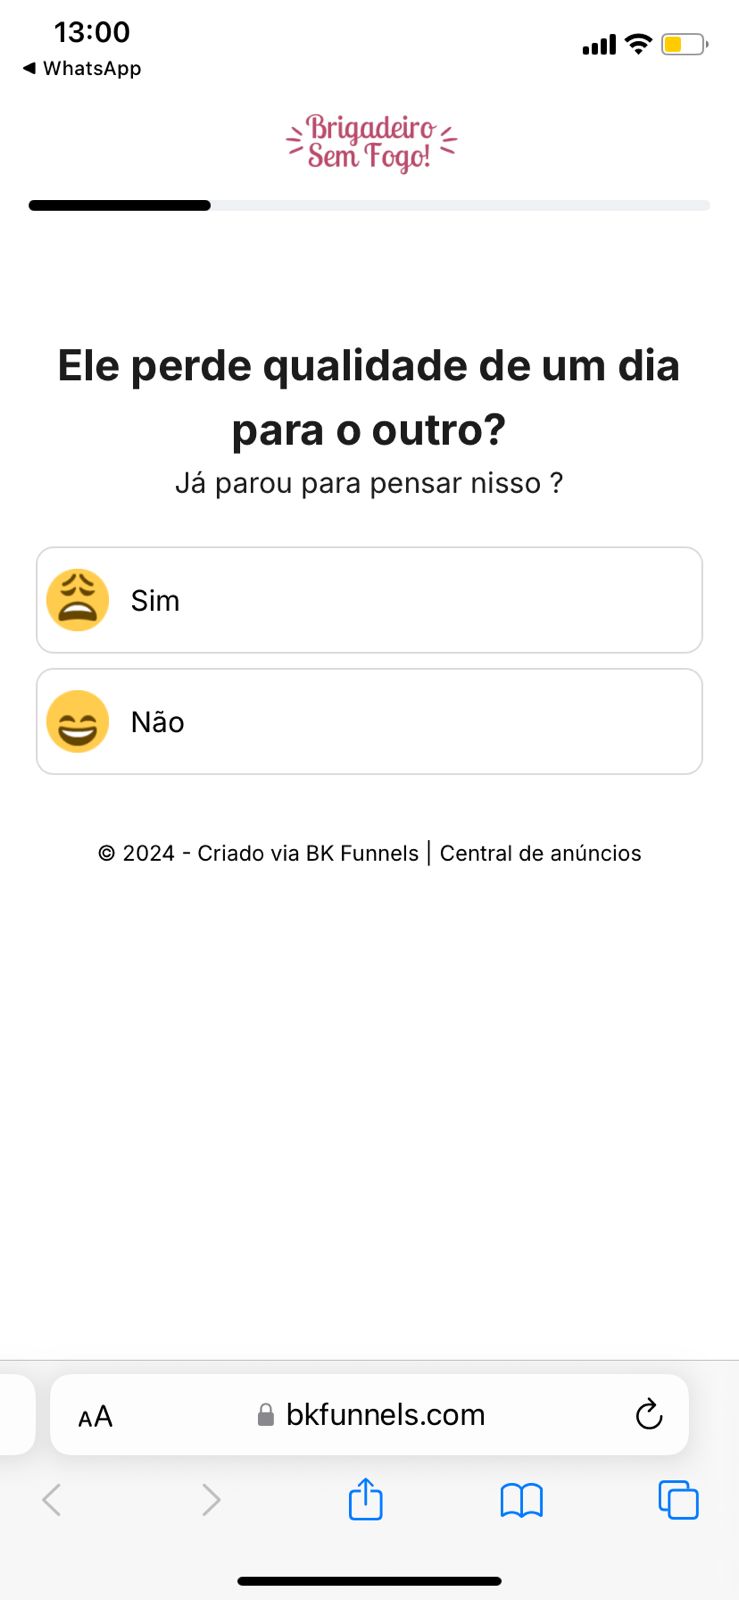 13:00
◀ WhatsApp
Brigadeiro
Sem Fogo!
Ele perde qualidade de um dia
para o outro?
Já parou para pensar nisso ?
Sim
Não
© 2024 - Criado via BK Funnels | Central de anúncios
AA bkfunnels.com